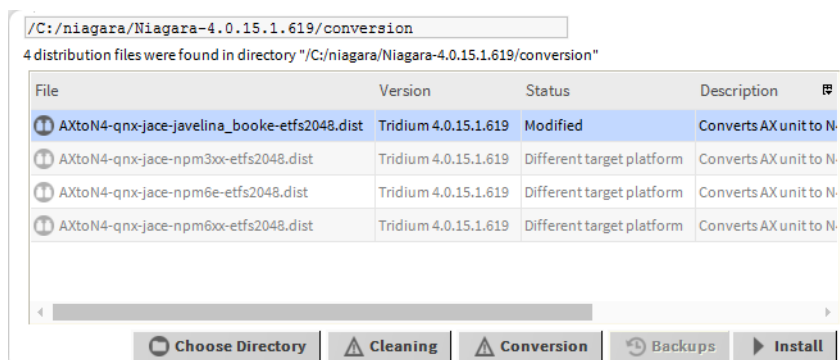 /C:/niagara/Niagara-4.0.15.1.619/conversion
4 distribution files were found in directory "/C:/niagara/Niagara-4.0.15.1.619/conversion"
File Version Status Description
AXtoN4-qnx-jace-javelina_booke-etfs2048.dist Tridium 4.0.15.1.619 Modified Converts AX unit to N4
AXtoN4-qnx-jace-npm3xx-etfs2048.dist Tridium 4.0.15.1.619 Different target platform Converts AX unit to N4
AXtoN4-qnx-jace-npm6e-etfs2048.dist Tridium 4.0.15.1.619 Different target platform Converts AX unit to N4
AXtoN4-qnx-jace-npm6xx-etfs2048.dist Tridium 4.0.15.1.619 Different target platform Converts AX unit to N4
Choose Directory Cleaning Conversion Backups Install